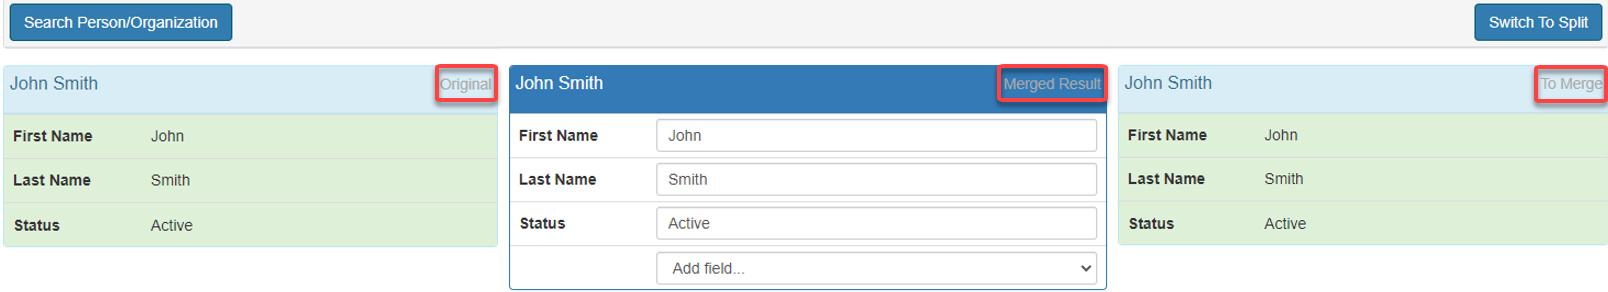 Search Person/Organization
Switch To Split
John Smith Original
First Name John
Last Name Smith
Status Active
John Smith Merged Result
First Name John
Last Name Smith
Status Active
Add field...
John Smith To Merge
First Name John
Last Name Smith
Status Active